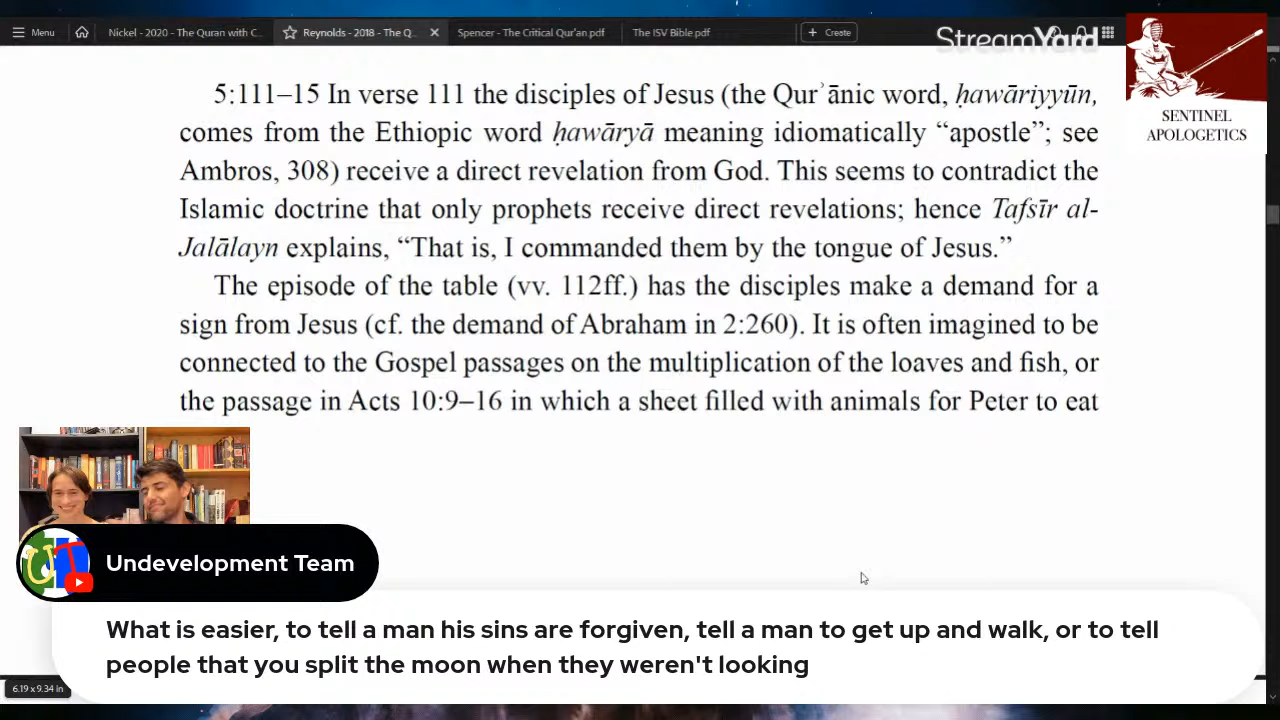 Menu
Nickel - 2020 - The Quran with C...
Reynolds - 2018 - The Q...
Spencer - The Critical Qur'an.pdf
The ISV Bible.pdf
+ Create
StreamYard
SENTINEL
APOLOGETICS
5:111–15 In verse 111 the disciples of Jesus (the Qurʾānic word, ḥawāriyyūn,
comes from the Ethiopic word ḥawāryā meaning idiomatically “apostle”; see
Ambros, 308) receive a direct revelation from God. This seems to contradict the
Islamic doctrine that only prophets receive direct revelations; hence Tafsīr al-
Jalālayn explains, “That is, I commanded them by the tongue of Jesus.”
The episode of the table (vv. 112ff.) has the disciples make a demand for a
sign from Jesus (cf. the demand of Abraham in 2:260). It is often imagined to be
connected to the Gospel passages on the multiplication of the loaves and fish, or
the passage in Acts 10:9–16 in which a sheet filled with animals for Peter to eat
UT
Undevelopment Team
What is easier, to tell a man his sins are forgiven, tell a man to get up and walk, or to tell
people that you split the moon when they weren't looking
6.19 x 9.34 in